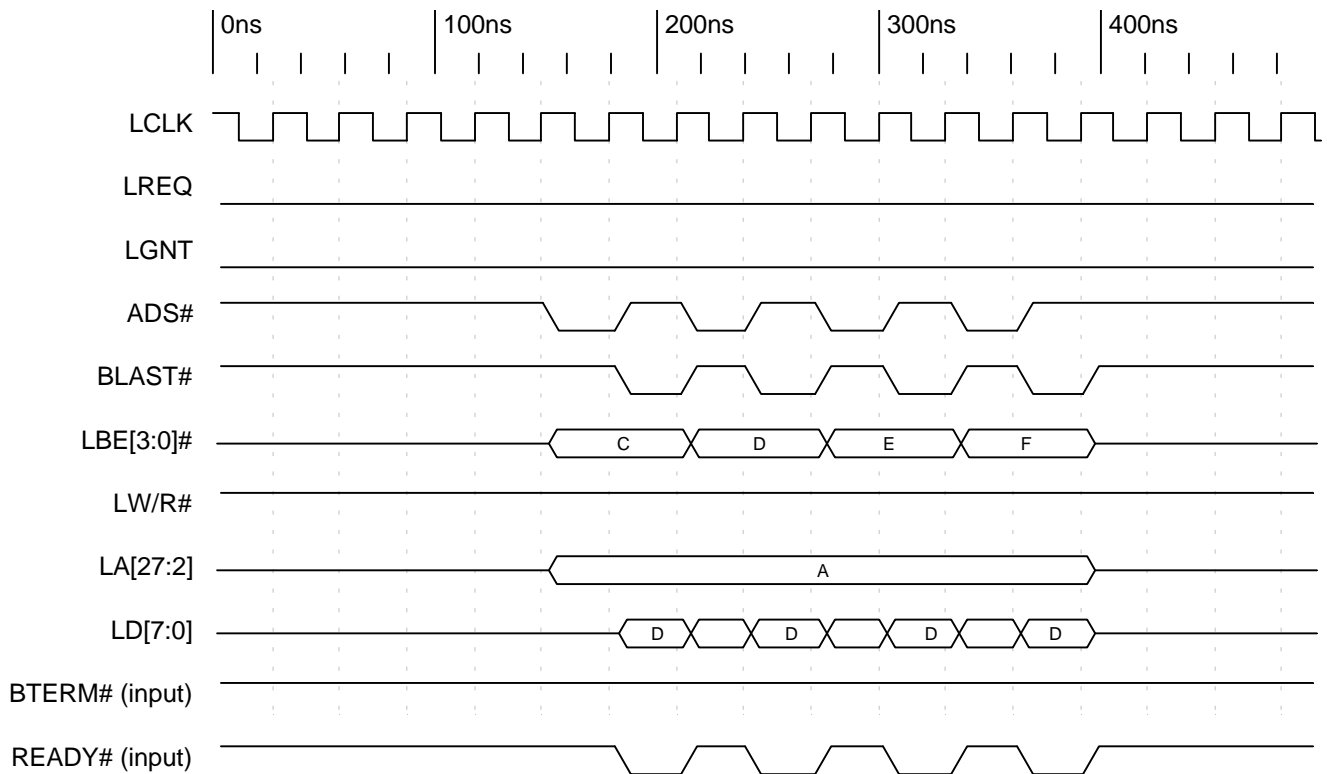 0ns 100ns 200ns 300ns 400ns
LCLK
LREQ
LGNT
ADS#
BLAST#
LBE[3:0]# C D E F
LW/R#
LA[27:2] A
LD[7:0] D D D D
BTERM# (input)
READY# (input)